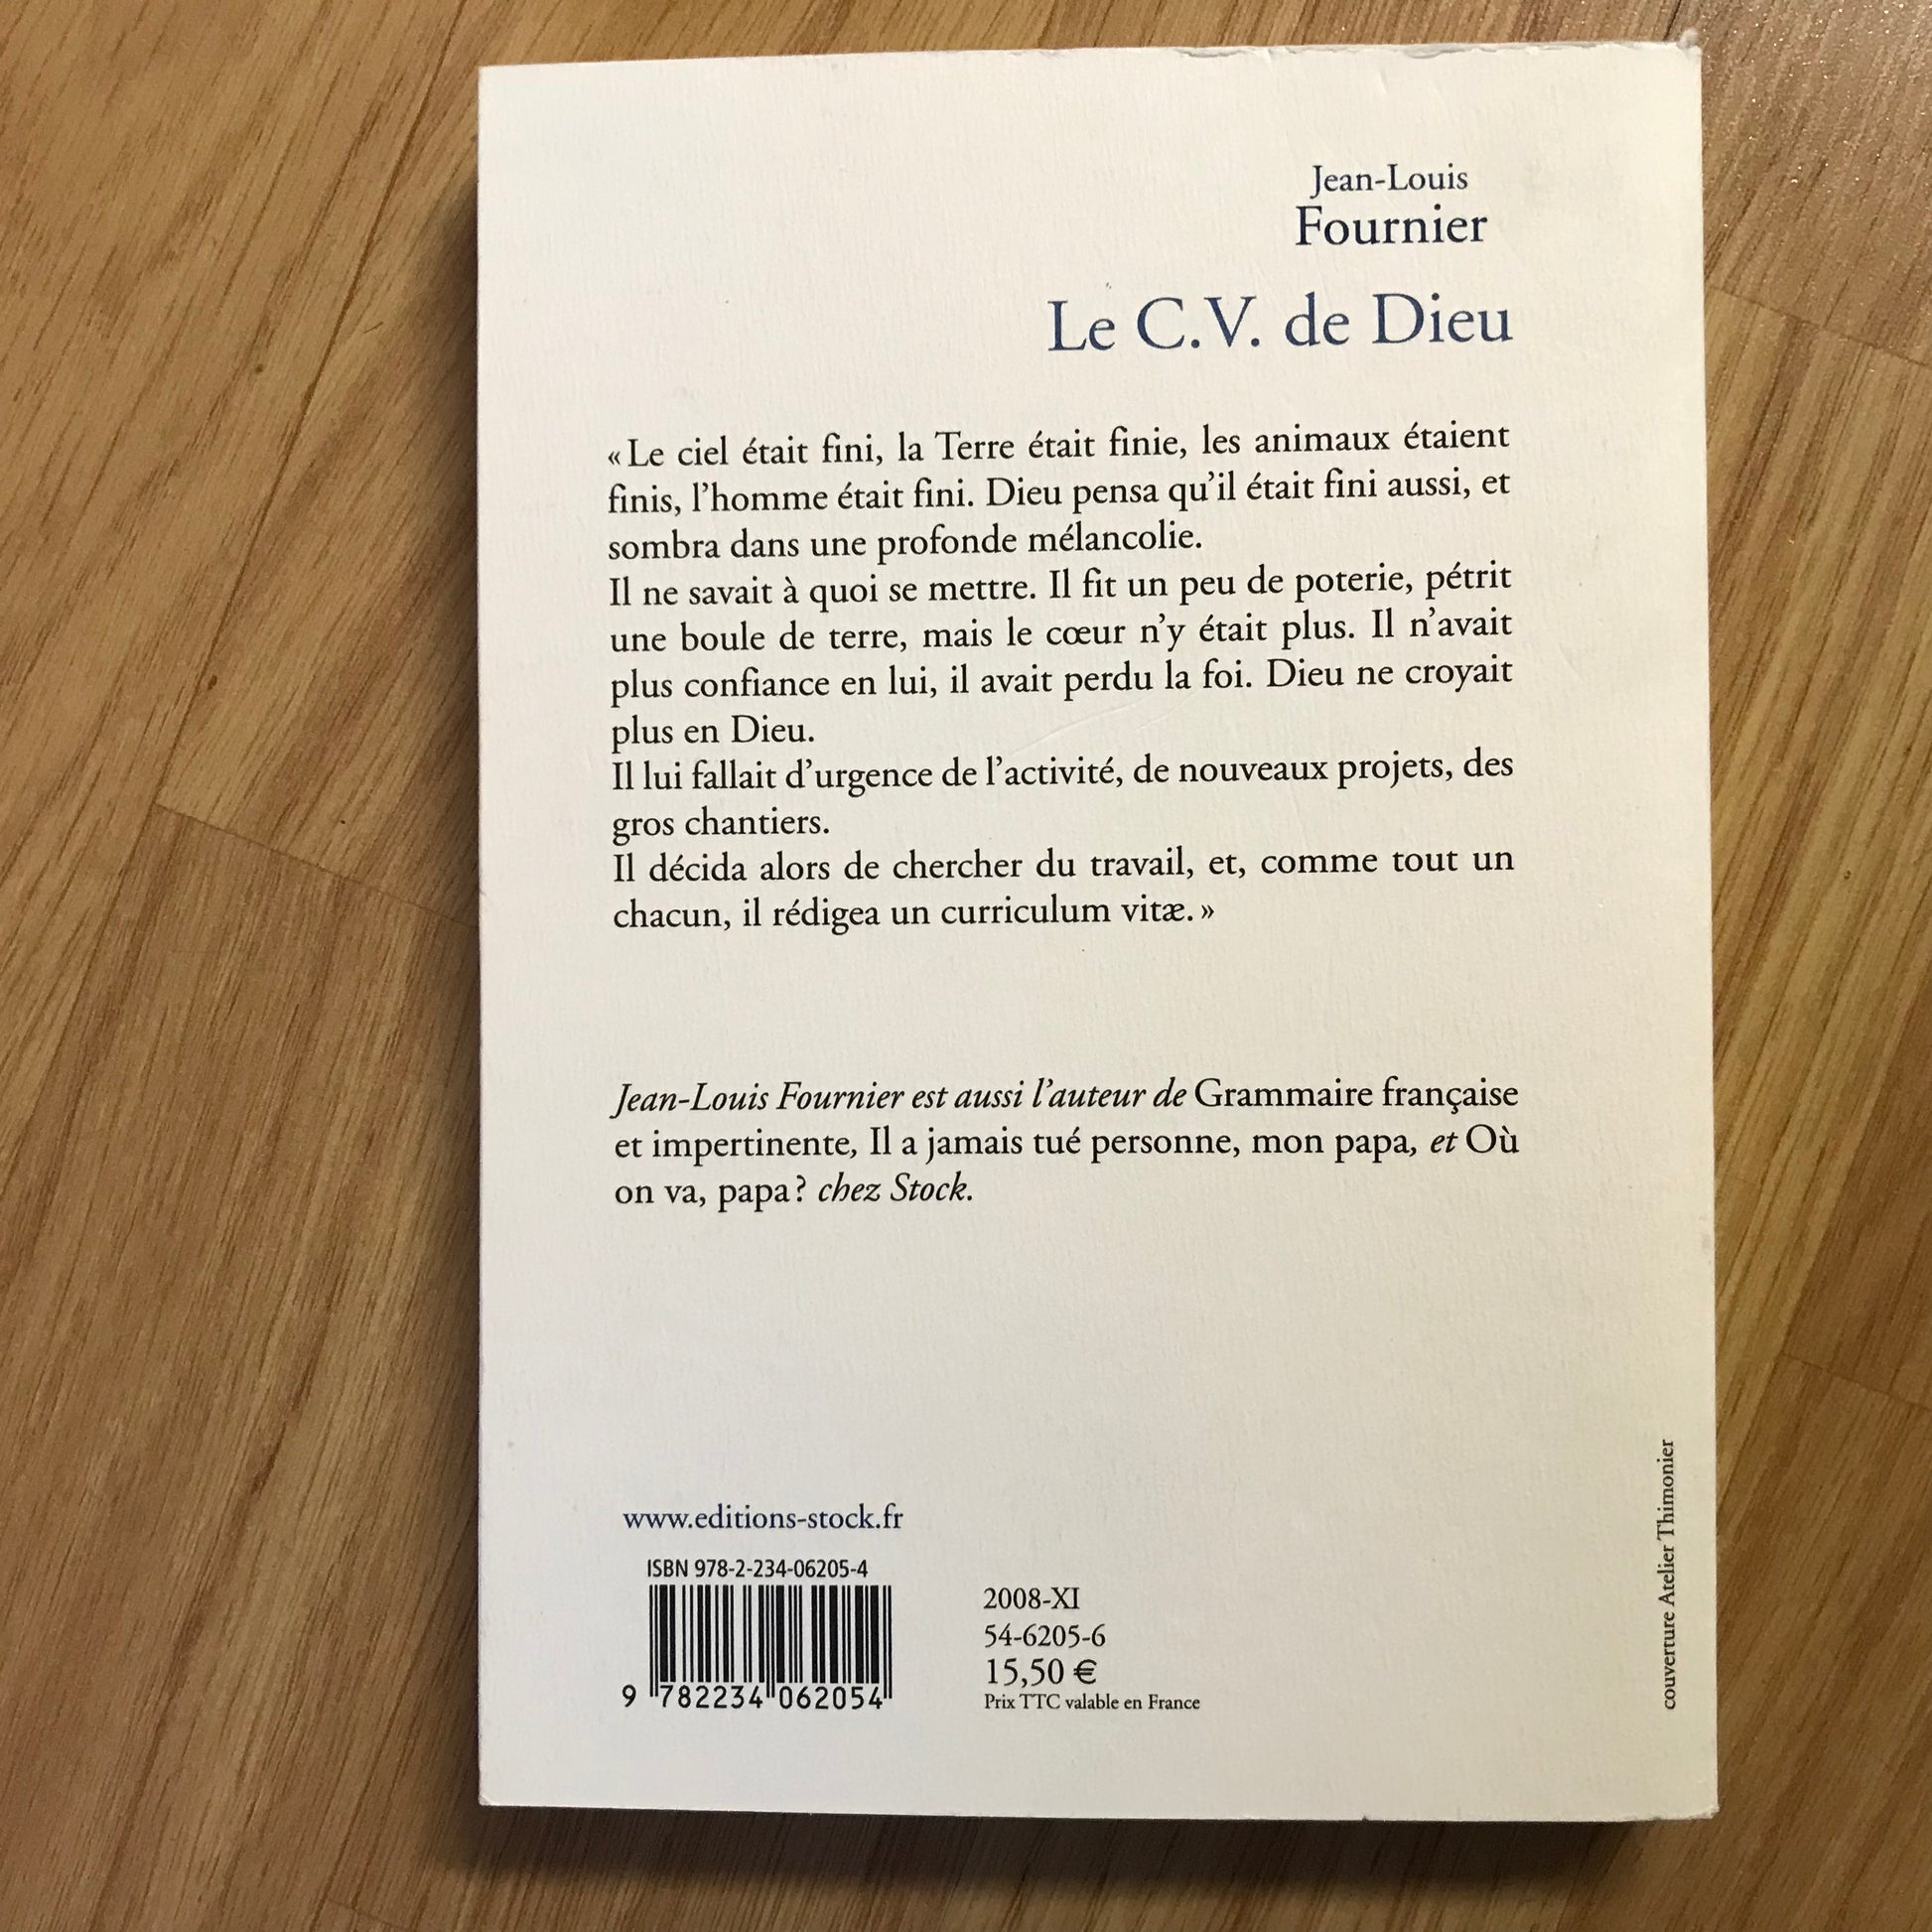 Jean-Louis
Fournier
Le C.V. de Dieu
« Le ciel était fini, la Terre était finie, les animaux étaient
finis, l’homme était fini. Dieu pensa qu’il était fini aussi, et
sombra dans une profonde mélancolie.
Il ne savait à quoi se mettre. Il fit un peu de poterie, pétrit
une boule de terre, mais le cœur n’y était plus. Il n’avait
plus confiance en lui, il avait perdu la foi. Dieu ne croyait
plus en Dieu.
Il lui fallait d’urgence de l’activité, de nouveaux projets, des
gros chantiers.
Il décida alors de chercher du travail, et, comme tout un
chacun, il rédigea un curriculum vitæ. »
Jean-Louis Fournier est aussi l’auteur de Grammaire française
et impertinente, Il a jamais tué personne, mon papa, et Où
on va, papa ? chez Stock.
www.editions-stock.fr
ISBN 978-2-234-06205-4
9 782234 062054
2008-XI
54-6205-6
15,50 €
Prix TTC valable en France
couverture Atelier Thimonier